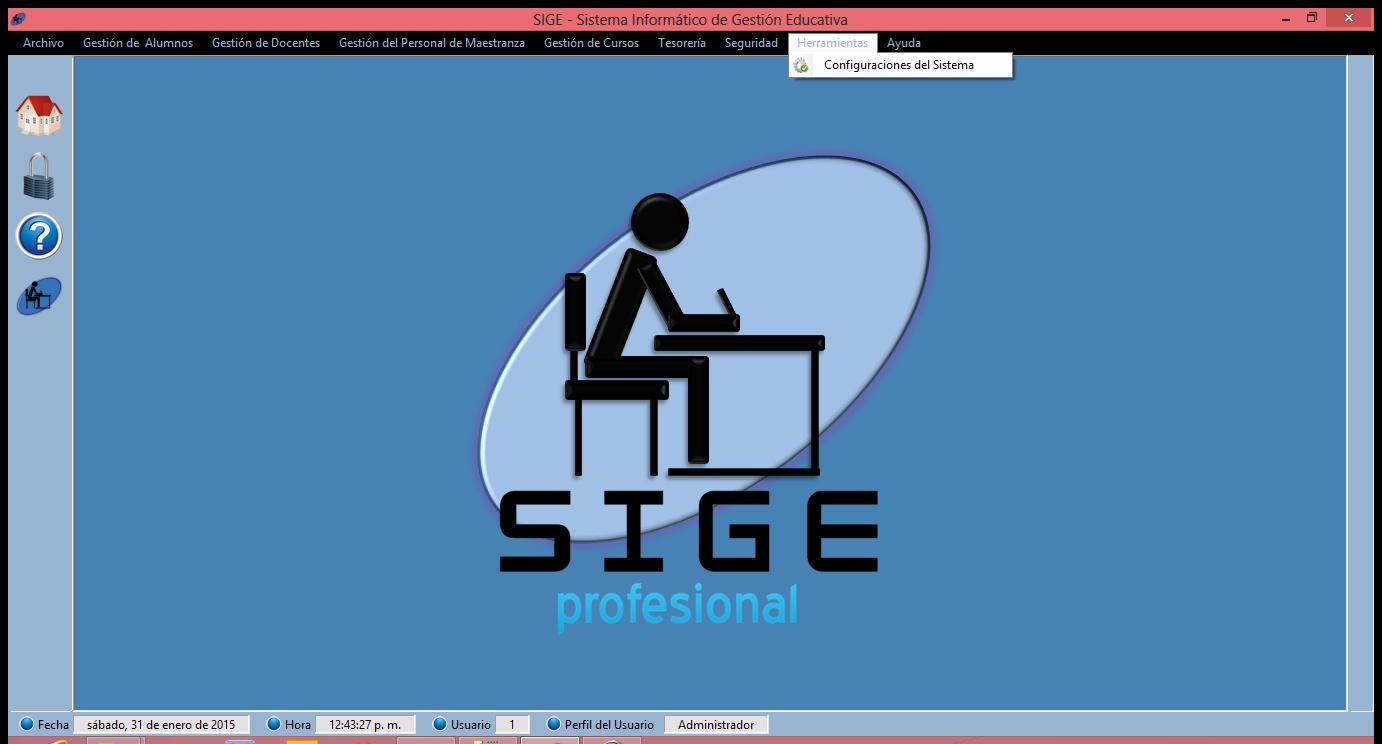 SIGE - Sistema Informático de Gestión Educativa
Archivo Gestión de Alumnos Gestión de Docentes Gestión del Personal de Maestranza Gestión de Cursos Tesorería Seguridad Herramientas Ayuda
Configuraciones del Sistema
SIGE
profesional
Fecha sábado, 31 de enero de 2015 Hora 12:43:27 p. m. Usuario 1 Perfil del Usuario Administrador